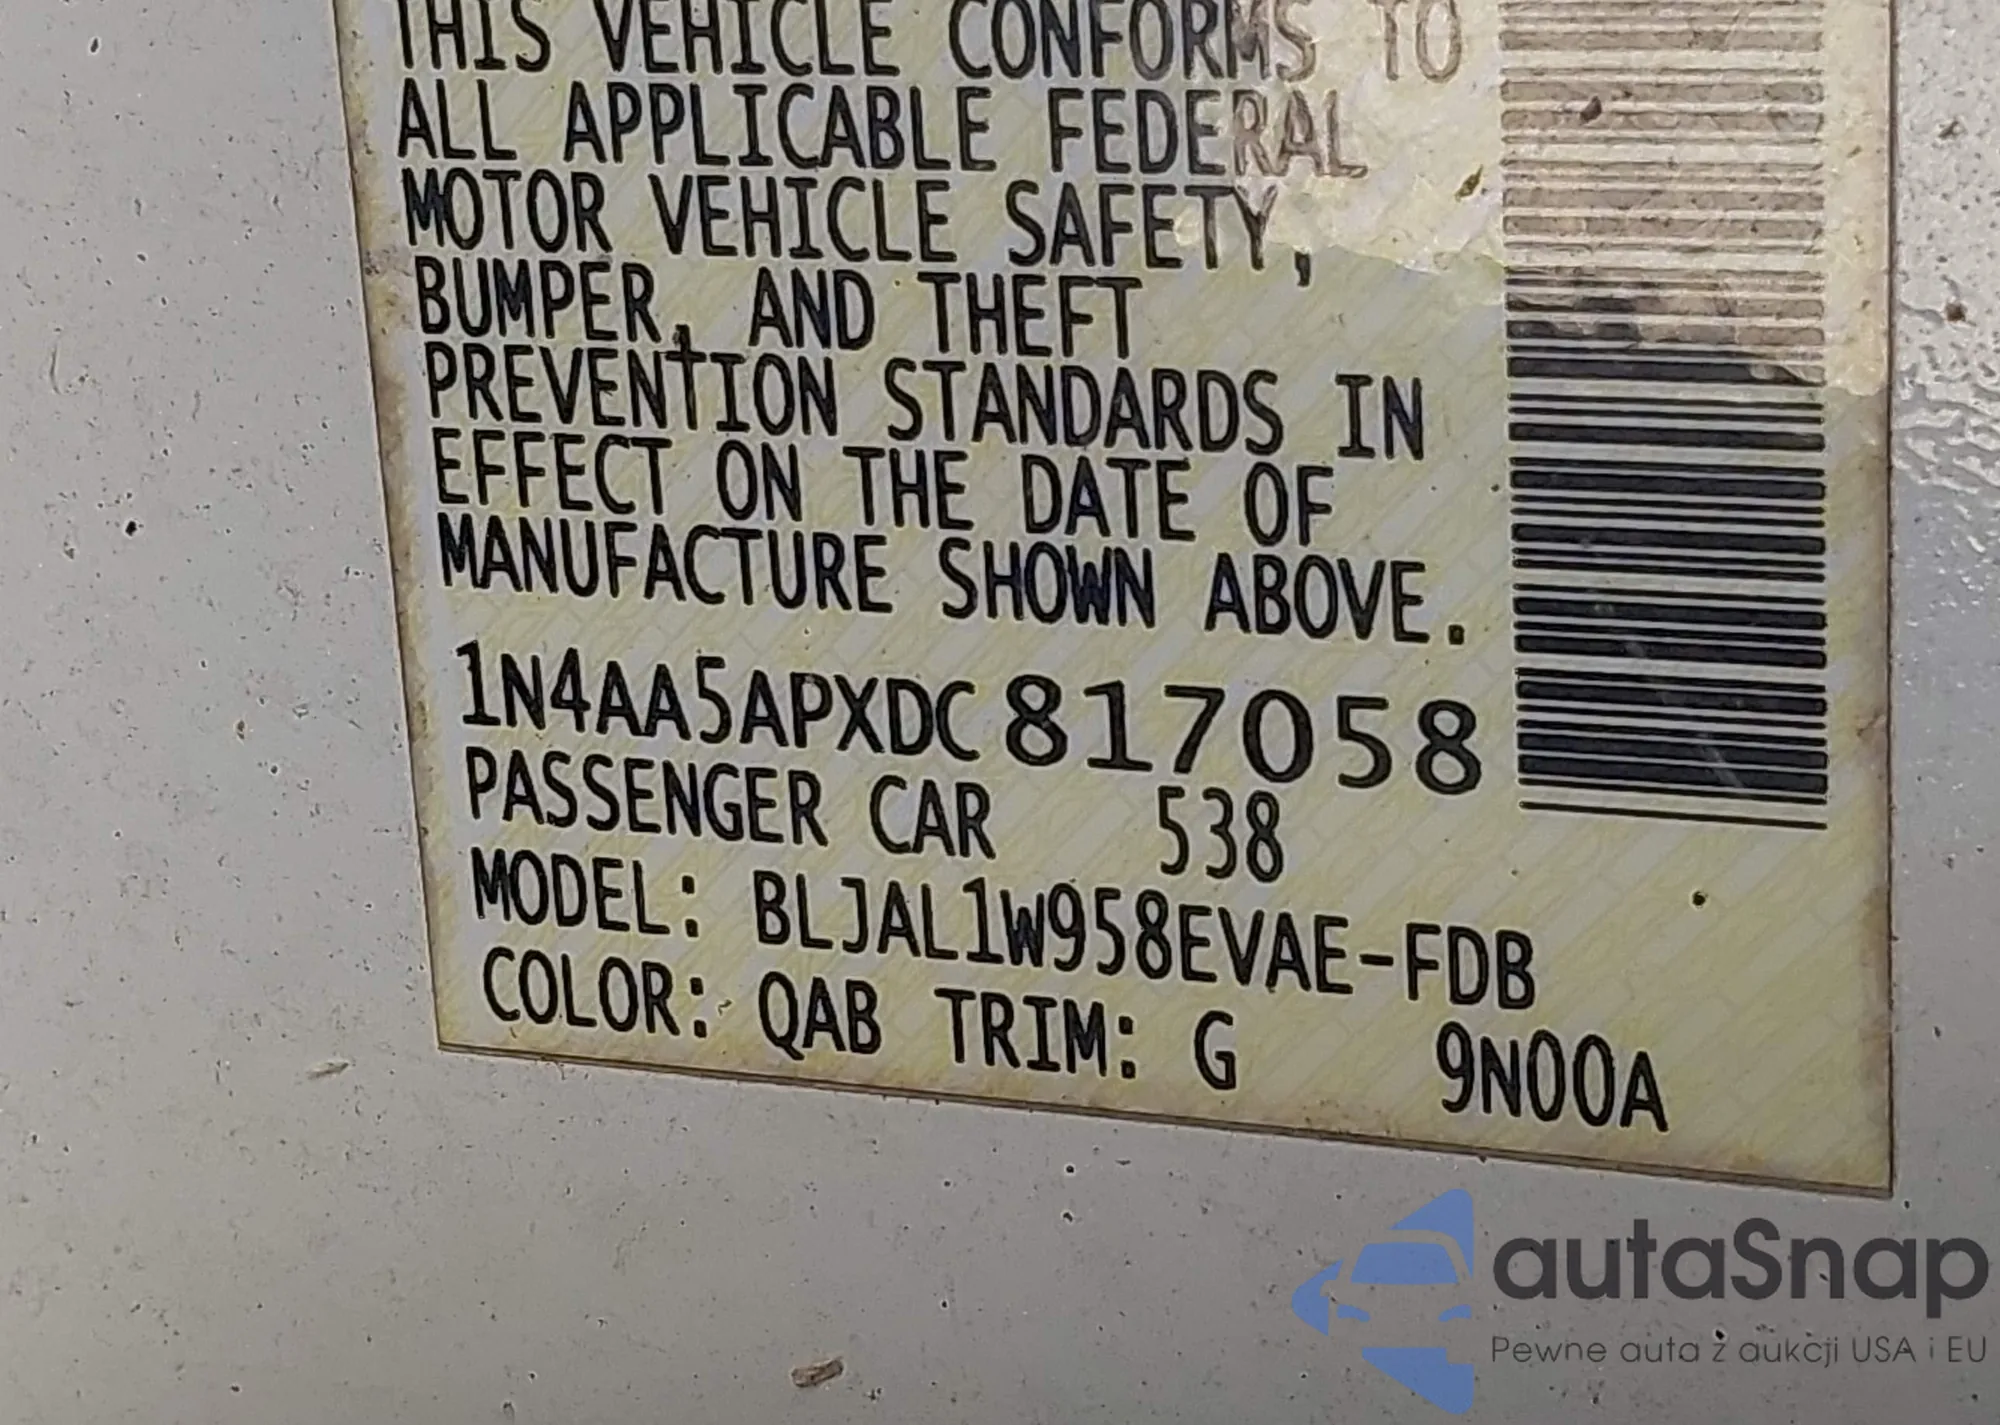 THIS VEHICLE CONFORMS TO
ALL APPLICABLE FEDERAL
MOTOR VEHICLE SAFETY,
BUMPER, AND THEFT
PREVENTION STANDARDS IN
EFFECT ON THE DATE OF
MANUFACTURE SHOWN ABOVE.
1N4AA5APXDC817058
PASSENGER CAR 538
MODEL: BLJAL1W958EVAE-FDB
COLOR: QAB TRIM: G 9N00A
autaSnap
Pewne auta z aukcji USA i EU